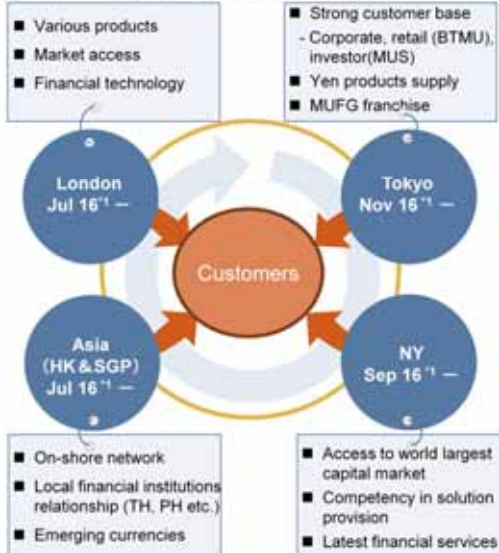 ■ Various products
■ Market access
■ Financial technology
■ Strong customer base
- Corporate, retail (BTMU),
investor(MUS)
■ Yen products supply
■ MUFG franchise
London
Jul 16*1 —
Tokyo
Nov 16*1 —
Customers
Asia
(HK&SGP)
Jul 16*1 —
NY
Sep 16*1 —
■ On-shore network
■ Local financial institutions
relationship (TH, PH etc.)
■ Emerging currencies
■ Access to world largest
capital market
■ Competency in solution
provision
■ Latest financial services